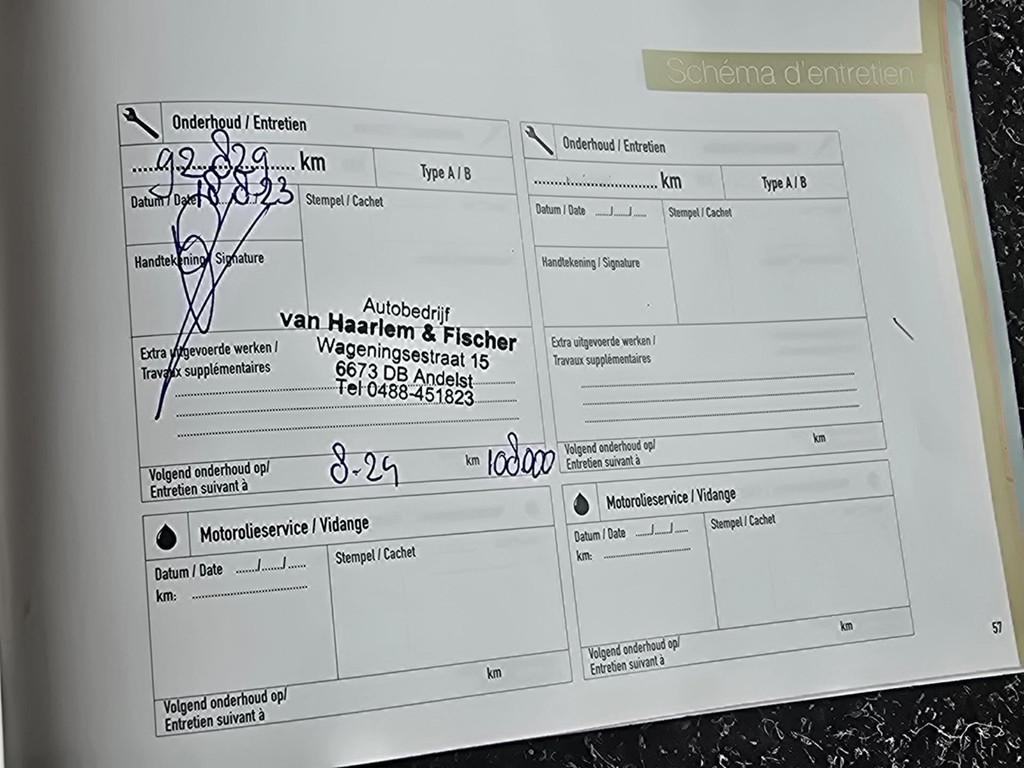 Schéma d'entretien
Onderhoud / Entretien
92.829 km
Type A / B
Datum / Date 18.8.23
Stempel / Cachet
Handtekening / Signature
Autobedrijf
van Haarlem & Fischer
Wageningsestraat 15
6673 DB Andelst
Tel 0488-451823
Extra uitgevoerde werken /
Travaux supplémentaires
Volgend onderhoud op/
Entretien suivant à
8-24
km 108000
Onderhoud / Entretien
km
Type A / B
Datum / Date ...../...../.....
Stempel / Cachet
Handtekening / Signature
Extra uitgevoerde werken /
Travaux supplémentaires
Volgend onderhoud op/
Entretien suivant à
km
Motorolieservice / Vidange
Datum / Date ...../...../.....
km:
Stempel / Cachet
Volgend onderhoud op/
Entretien suivant à
km
Motorolieservice / Vidange
Datum / Date ...../...../.....
km:
Stempel / Cachet
Volgend onderhoud op/
Entretien suivant à
km
57